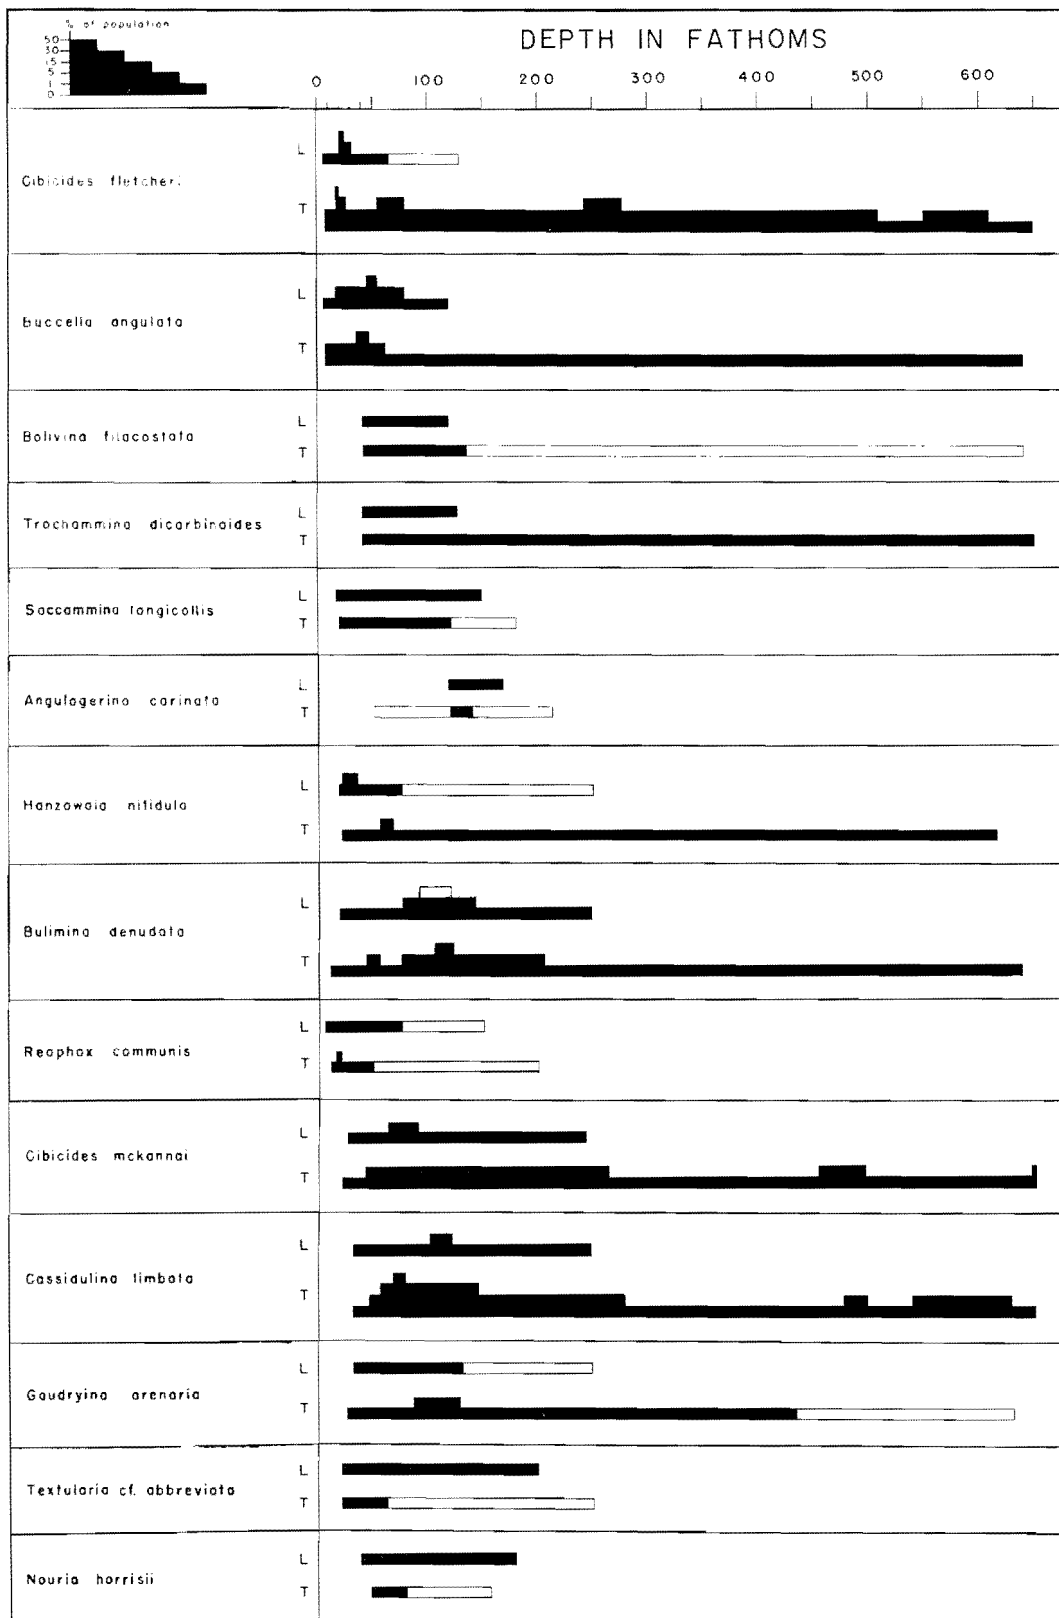 % of population
50
30
15
5
1
0
DEPTH IN FATHOMS
0 100 200 300 400 500 600
L
Cibicides fletcheri
T
L
Buccella angulata
T
L
Bolivina filacostata
T
L
Trochammina dicarbinoides
T
L
Saccammina longicollis
T
L
Angulogerina carinata
T
L
Hanzawaia nitidula
T
L
Bulimina denudata
T
L
Reophax communis
T
L
Cibicides mckannai
T
L
Cassidulina limbata
T
L
Gaudryina arenaria
T
L
Textularia cf. abbreviata
T
L
Nouria harrisii
T